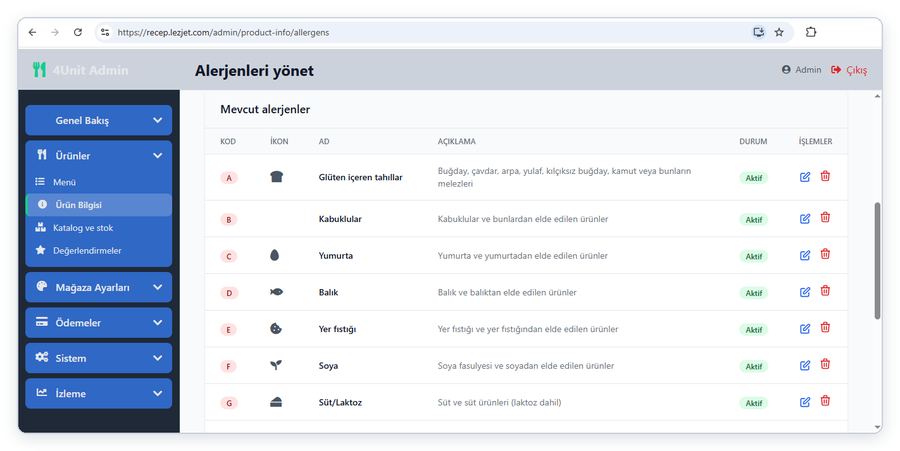 https://recep.lezjet.com/admin/product-info/allergens
4Unit Admin
Alerjenleri yönet
Admin
Çıkış
Genel Bakış
Ürünler
Menü
Ürün Bilgisi
Katalog ve stok
Değerlendirmeler
Mağaza Ayarları
Ödemeler
Sistem
İzleme
Mevcut alerjenler
KOD İKON AD AÇIKLAMA DURUM İŞLEMLER
A Glüten içeren tahıllar Buğday, çavdar, arpa, yulaf, kılçıksız buğday, kamut veya bunların
melezleri Aktif
B Kabuklular Kabuklular ve bunlardan elde edilen ürünler Aktif
C Yumurta Yumurta ve yumurtadan elde edilen ürünler Aktif
D Balık Balık ve balıktan elde edilen ürünler Aktif
E Yer fıstığı Yer fıstığı ve yer fıstığından elde edilen ürünler Aktif
F Soya Soya fasulyesi ve soyadan elde edilen ürünler Aktif
G Süt/Laktoz Süt ve süt ürünleri (laktoz dahil) Aktif